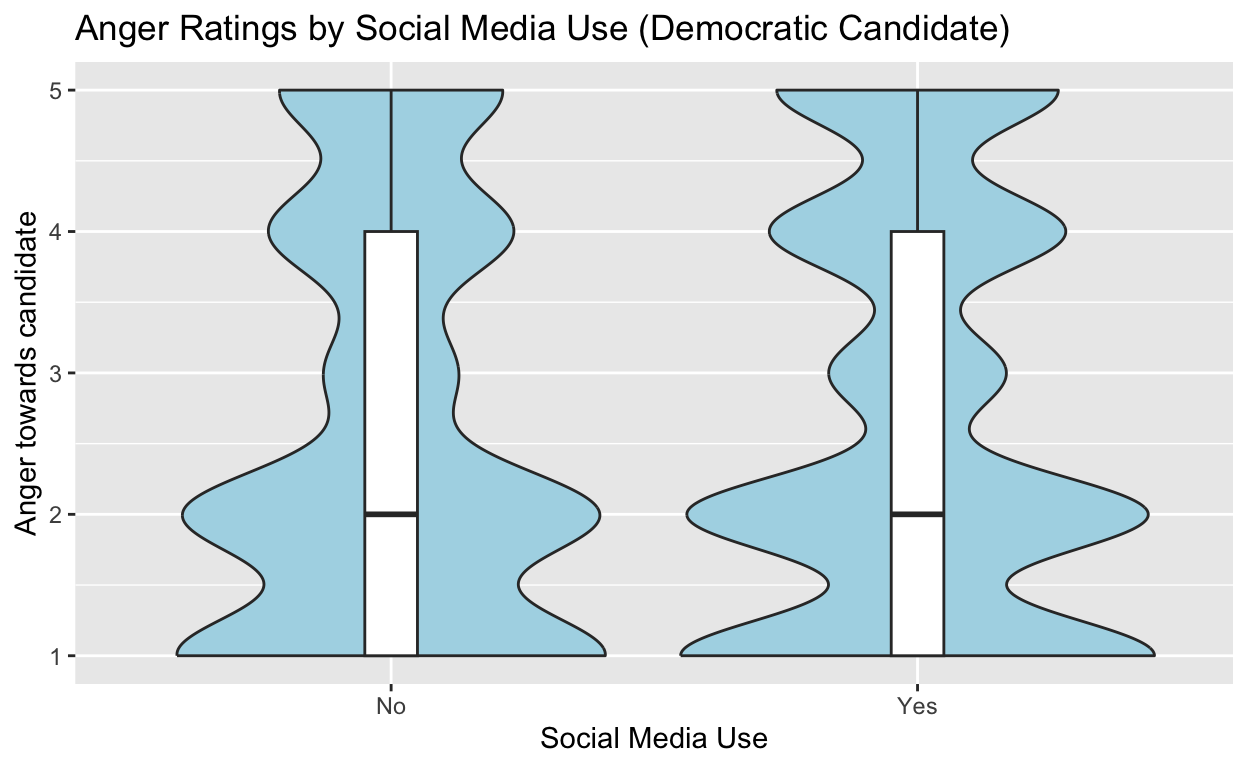 Anger Ratings by Social Media Use (Democratic Candidate)
Anger towards candidate
5
4
3
2
1
No
Yes
Social Media Use